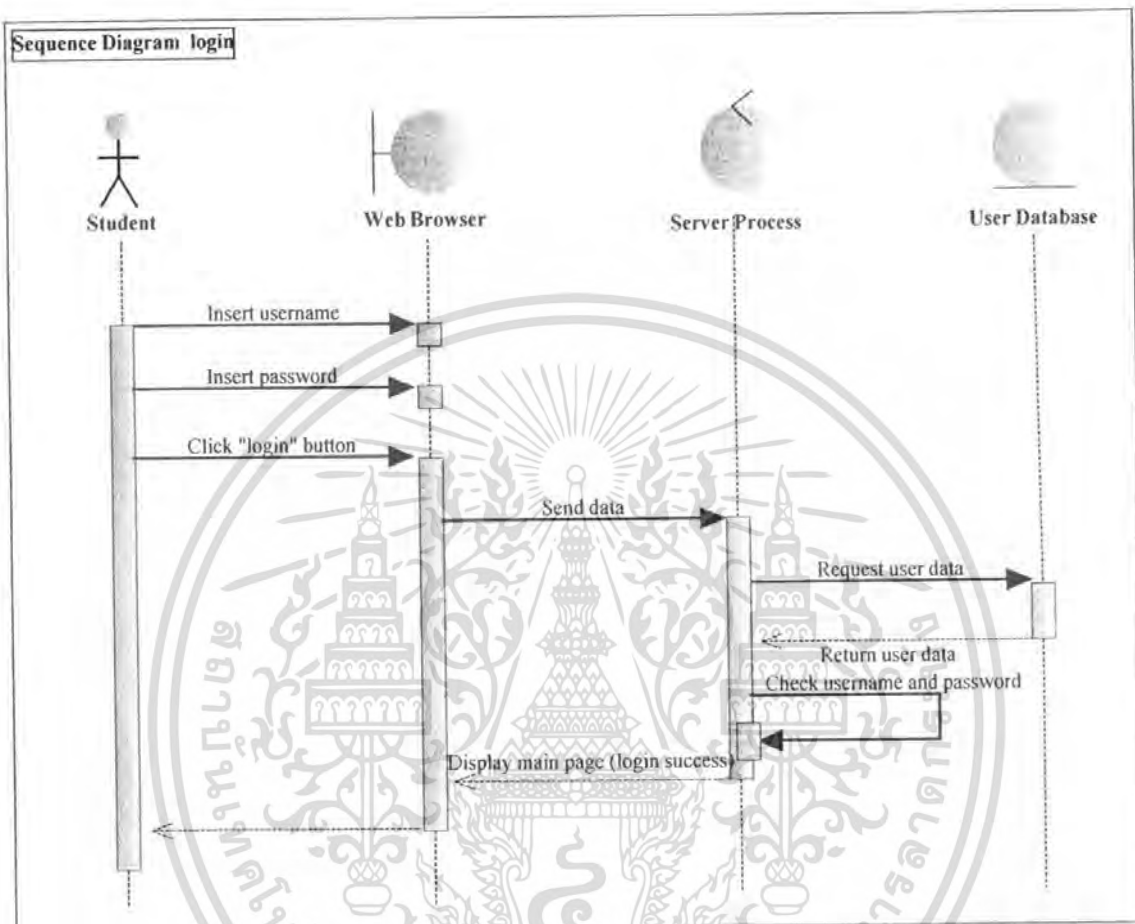 Sequence Diagram login
Student
Web Browser
Server Process
User Database
Insert username
Insert password
Click "login" button
Send data
Request user data
Return user data
Check username and password
Display main page (login success)